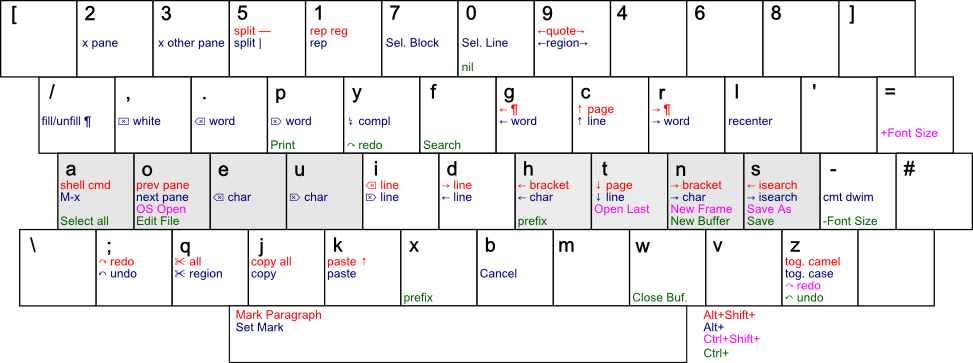 [ 2 3 5 1 7 0 9 4 6 8 ]
split — rep reg ←quote→
x pane x other pane split | rep Sel. Block Sel. Line ←region→
nil
/ , . p y f g c r l ' =
←¶ ↑ page →¶
fill/unfill ¶ ⌦ white ⌫ word ⌦ word ↯ compl ← word ↑ line → word recenter
+Font Size
Print ↷ redo Search
a o e u i d h t n s - #
shell cmd prev pane ⌫ line → line ← bracket ↓ page → bracket ← isearch
M-x next pane ⌫ char ⌦ char ⌦ line ← line ← char ↓ line → char → isearch cmt dwim
OS Open Open Last New Frame Save As
Select all Edit File prefix New Buffer Save -Font Size
\ ; q j k x b m w v z
↷ redo ✀ all copy all paste ↑ tog. camel
↶ undo ✀ region copy paste Cancel tog. case
↷ redo
prefix Close Buf. ↶ undo
Mark Paragraph Alt+Shift+
Set Mark Alt+
Ctrl+Shift+
Ctrl+